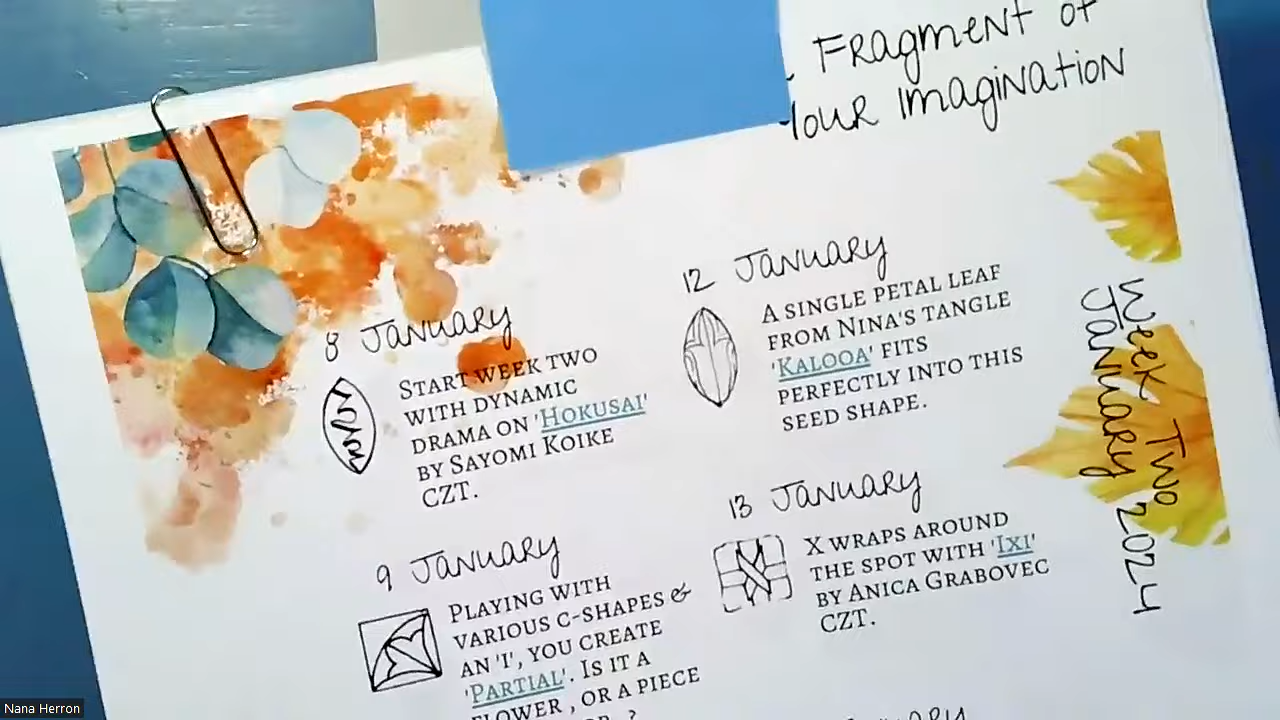 Fragment of
Your Imagination
8 January
Start week two
with dynamic
drama on 'Hokusai'
by Sayomi Koike
CZT.
9 January
Playing with
various C-shapes &
an 'I', you create
'Partial'. Is it a
flower, or a piece
12 January
A single petal leaf
from Nina's tangle
'Kalooa' fits
perfectly into this
seed shape.
13 January
X wraps around
the spot with 'Ixi'
by Anica Grabovec
CZT.
Week Two
January 2024
Nana Herron